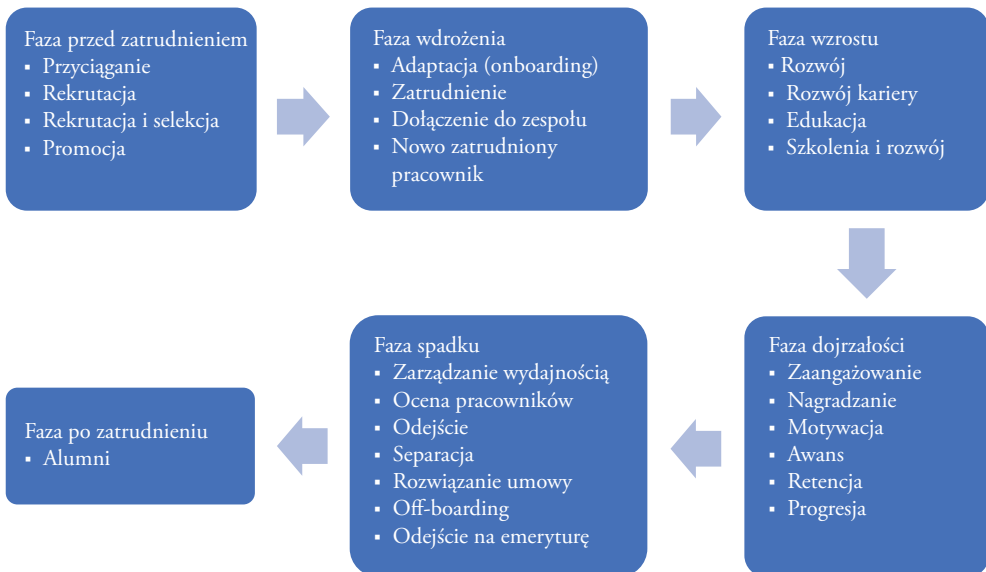 Faza przed zatrudnieniem
▪ Przyciąganie
▪ Rekrutacja
▪ Rekrutacja i selekcja
▪ Promocja
Faza wdrożenia
▪ Adaptacja (onboarding)
▪ Zatrudnienie
▪ Dołączenie do zespołu
▪ Nowo zatrudniony
pracownik
Faza wzrostu
▪ Rozwój
▪ Rozwój kariery
▪ Edukacja
▪ Szkolenia i rozwój
Faza dojrzałości
▪ Zaangażowanie
▪ Nagradzanie
▪ Motywacja
▪ Awans
▪ Retencja
▪ Progresja
Faza spadku
▪ Zarządzanie wydajnością
▪ Ocena pracowników
▪ Odejście
▪ Separacja
▪ Rozwiązanie umowy
▪ Off-boarding
▪ Odejście na emeryturę
Faza po zatrudnieniu
▪ Alumni